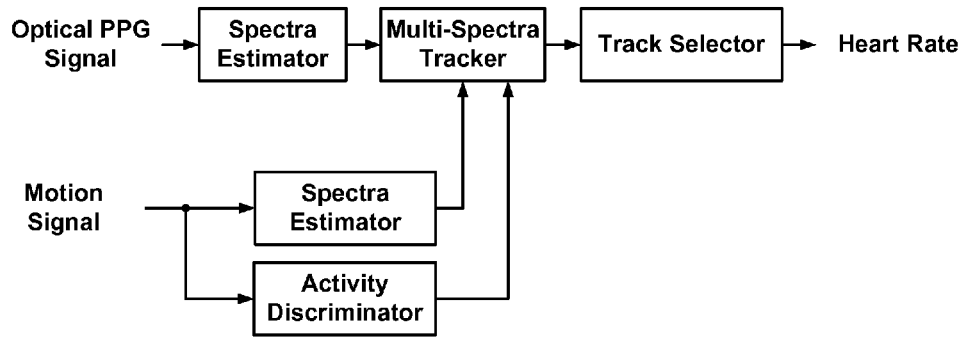 Optical PPG
Signal
Spectra
Estimator
Multi-Spectra
Tracker
Track Selector
Heart Rate
Motion
Signal
Spectra
Estimator
Activity
Discriminator